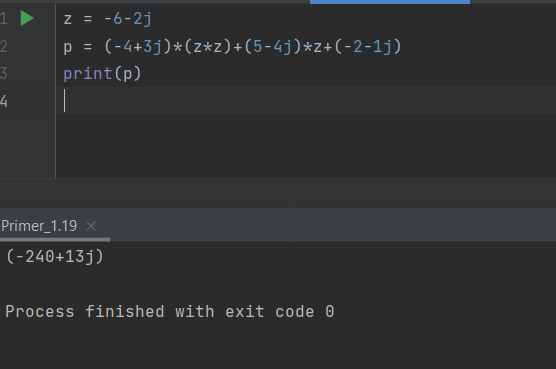 1 z = -6-2j
2 p = (-4+3j)*(z*z)+(5-4j)*z+(-2-1j)
3 print(p)
4
Primer_1.19 ×
(-240+13j)
Process finished with exit code 0